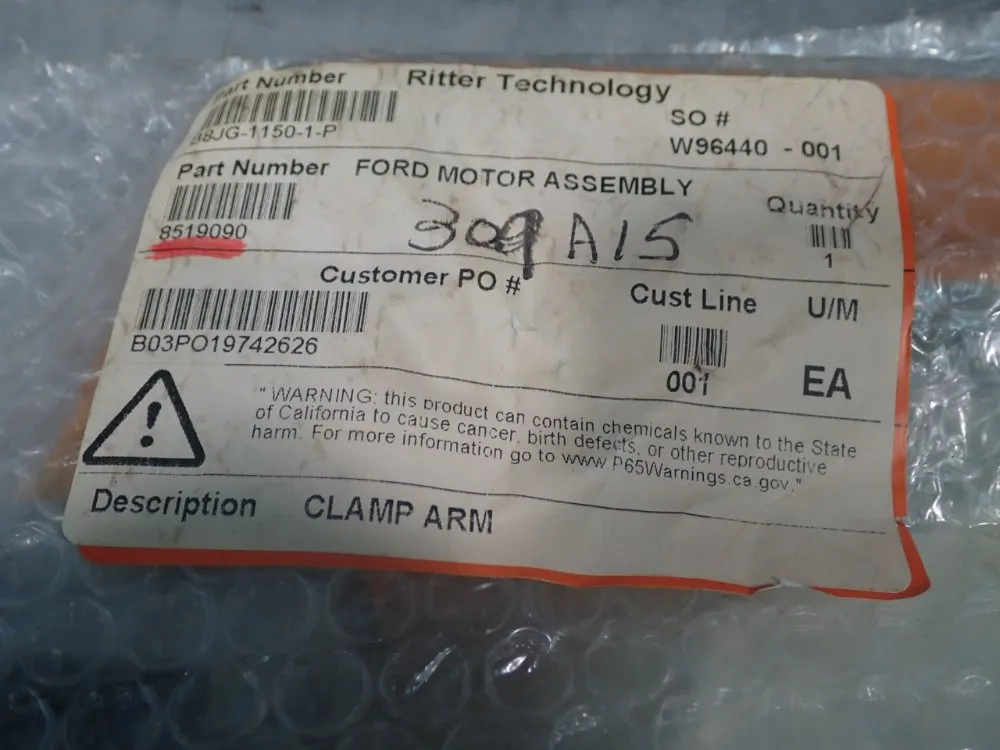 Part Number Ritter Technology
B8JG-1150-1-P
SO #
W96440 - 001
Part Number FORD MOTOR ASSEMBLY
Quantity
8519090
309 A15
1
Customer PO #
Cust Line U/M
B03PO19742626
001 EA
" WARNING: this product can contain chemicals known to the State
of California to cause cancer, birth defects, or other reproductive
harm. For more information go to www.P65Warnings.ca.gov."
Description CLAMP ARM